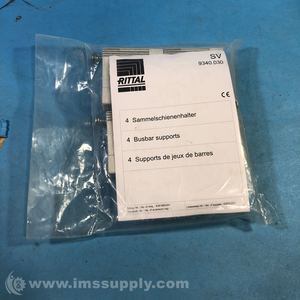 RITTAL
SV
9340.030
CE
4 Sammelschienenhalter
4 Busbar supports
4 Supports de jeux de barres
© www.imssupply.com